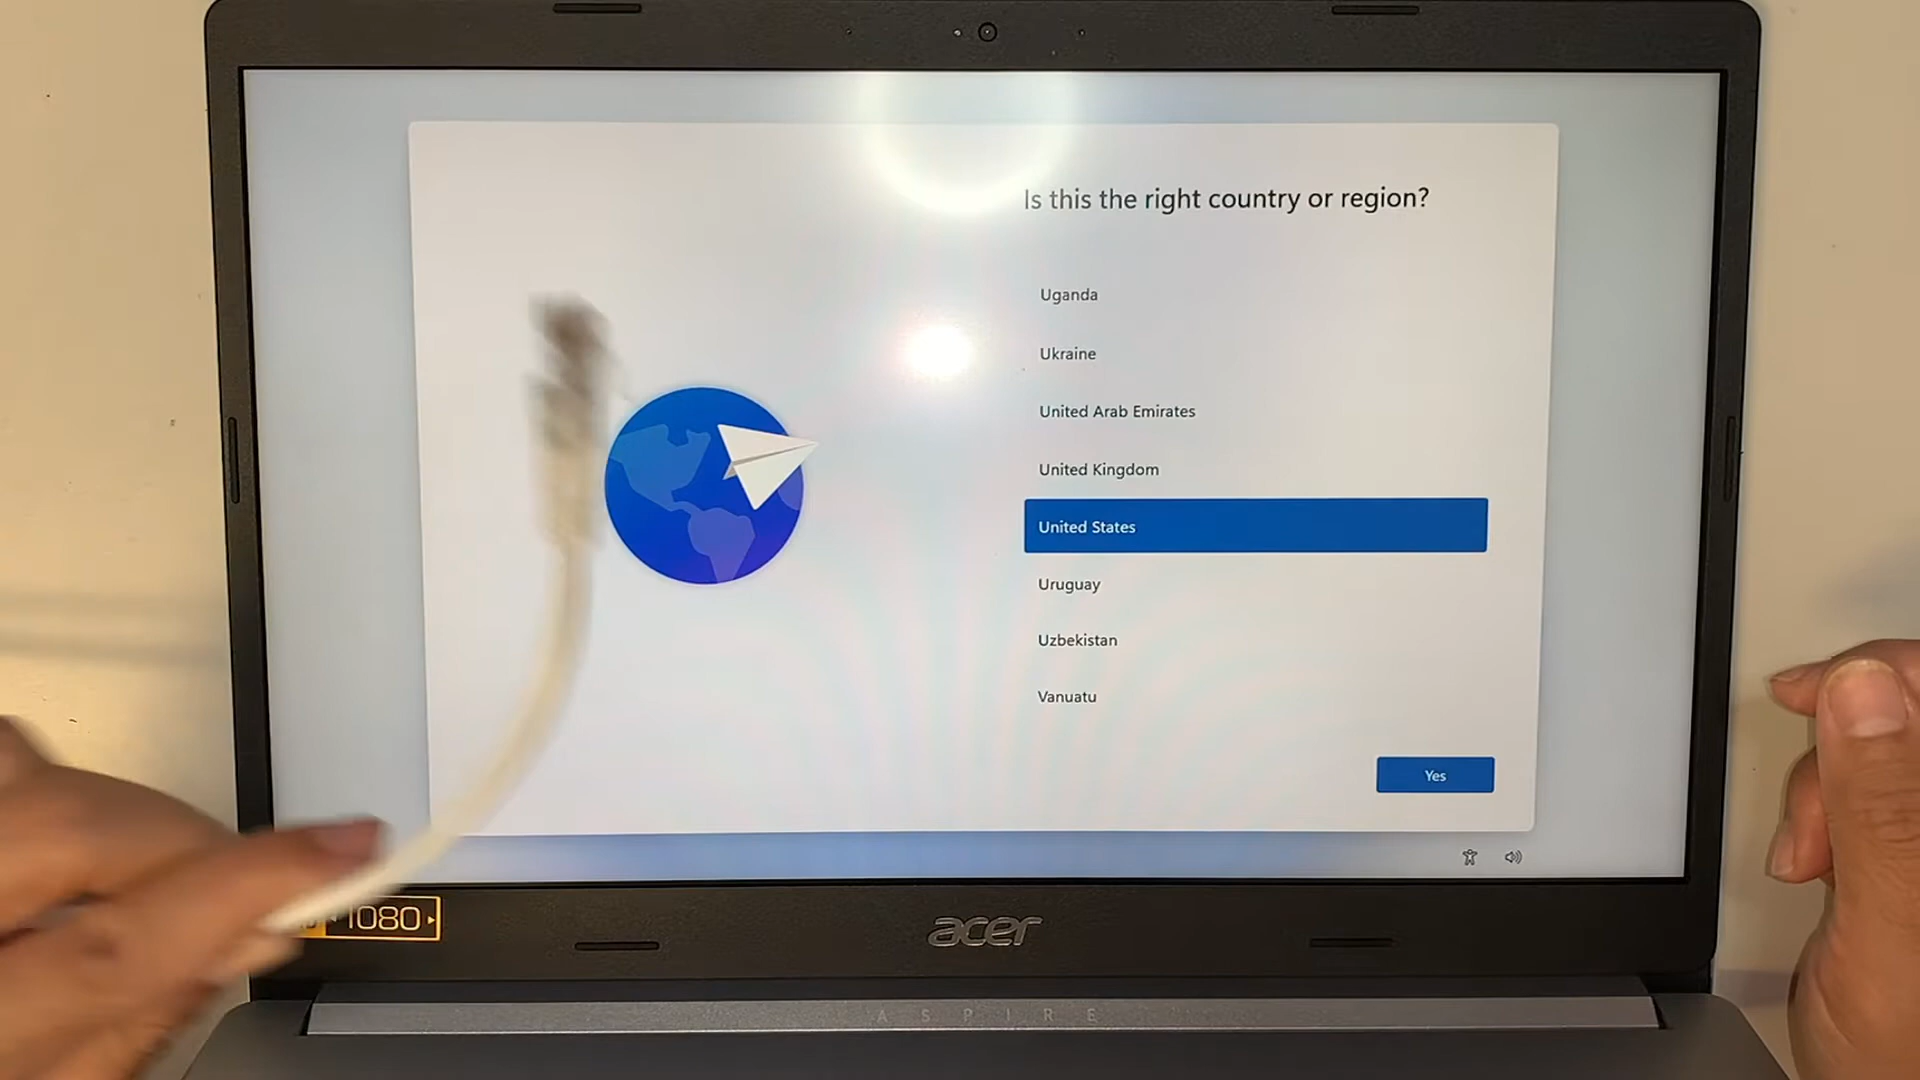 Is this the right country or region?
Uganda
Ukraine
United Arab Emirates
United Kingdom
United States
Uruguay
Uzbekistan
Vanuatu
Yes
1080
acer
ASPIRE